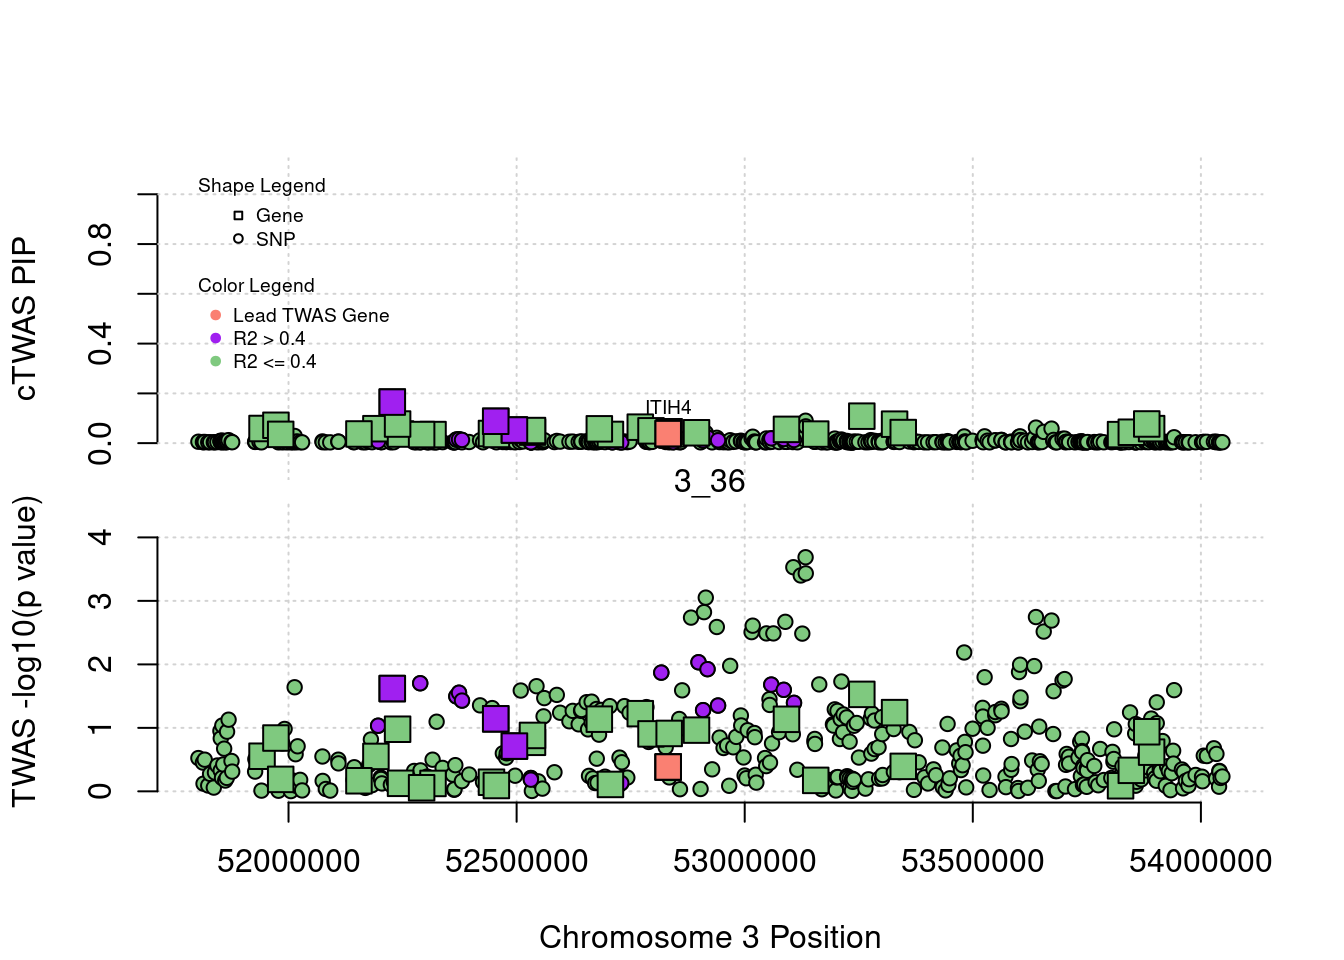 Shape Legend
Gene
SNP
Color Legend
Lead TWAS Gene
R2 > 0.4
R2 <= 0.4
cTWAS PIP
0.8
0.4
0.0
ITIH4
3_36
TWAS -log10(p value)
4
3
2
1
0
52000000 52500000 53000000 53500000 54000000
Chromosome 3 Position